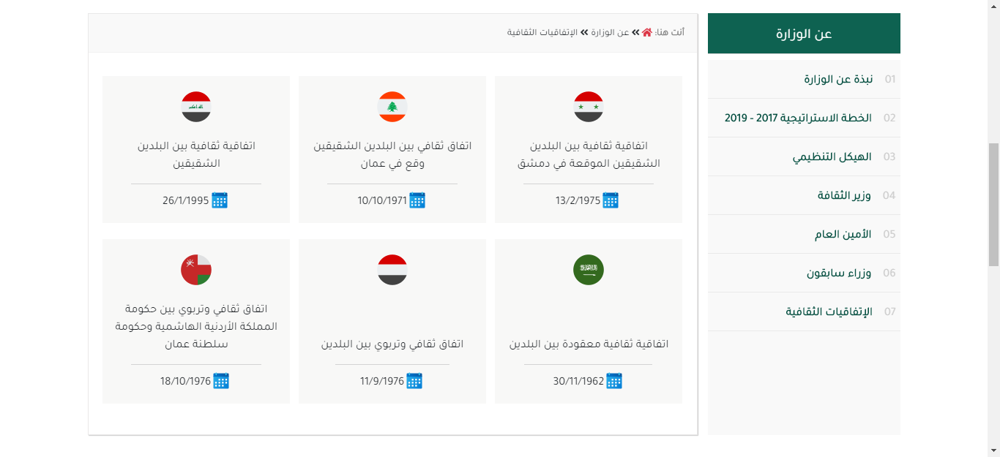 عن الوزارة
01 نبذة عن الوزارة
02 الخطة الاستراتيجية 2017 - 2019
03 الهيكل التنظيمي
04 وزير الثقافة
05 الأمين العام
06 وزراء سابقون
07 الإتفاقيات الثقافية
أنت هنا: » عن الوزارة » الإتفاقيات الثقافية
اتفاقية ثقافية بين البلدين
الشقيقين الموقعة في دمشق
13/2/1975
اتفاق ثقافي بين البلدين الشقيقين
وقع في عمان
10/10/1971
اتفاقية ثقافية بين البلدين
الشقيقين
26/1/1995
اتفاقية ثقافية معقودة بين البلدين
30/11/1962
اتفاق ثقافي وتربوي بين البلدين
11/9/1976
اتفاق ثقافي وتربوي بين حكومة
المملكة الأردنية الهاشمية وحكومة
سلطنة عمان
18/10/1976